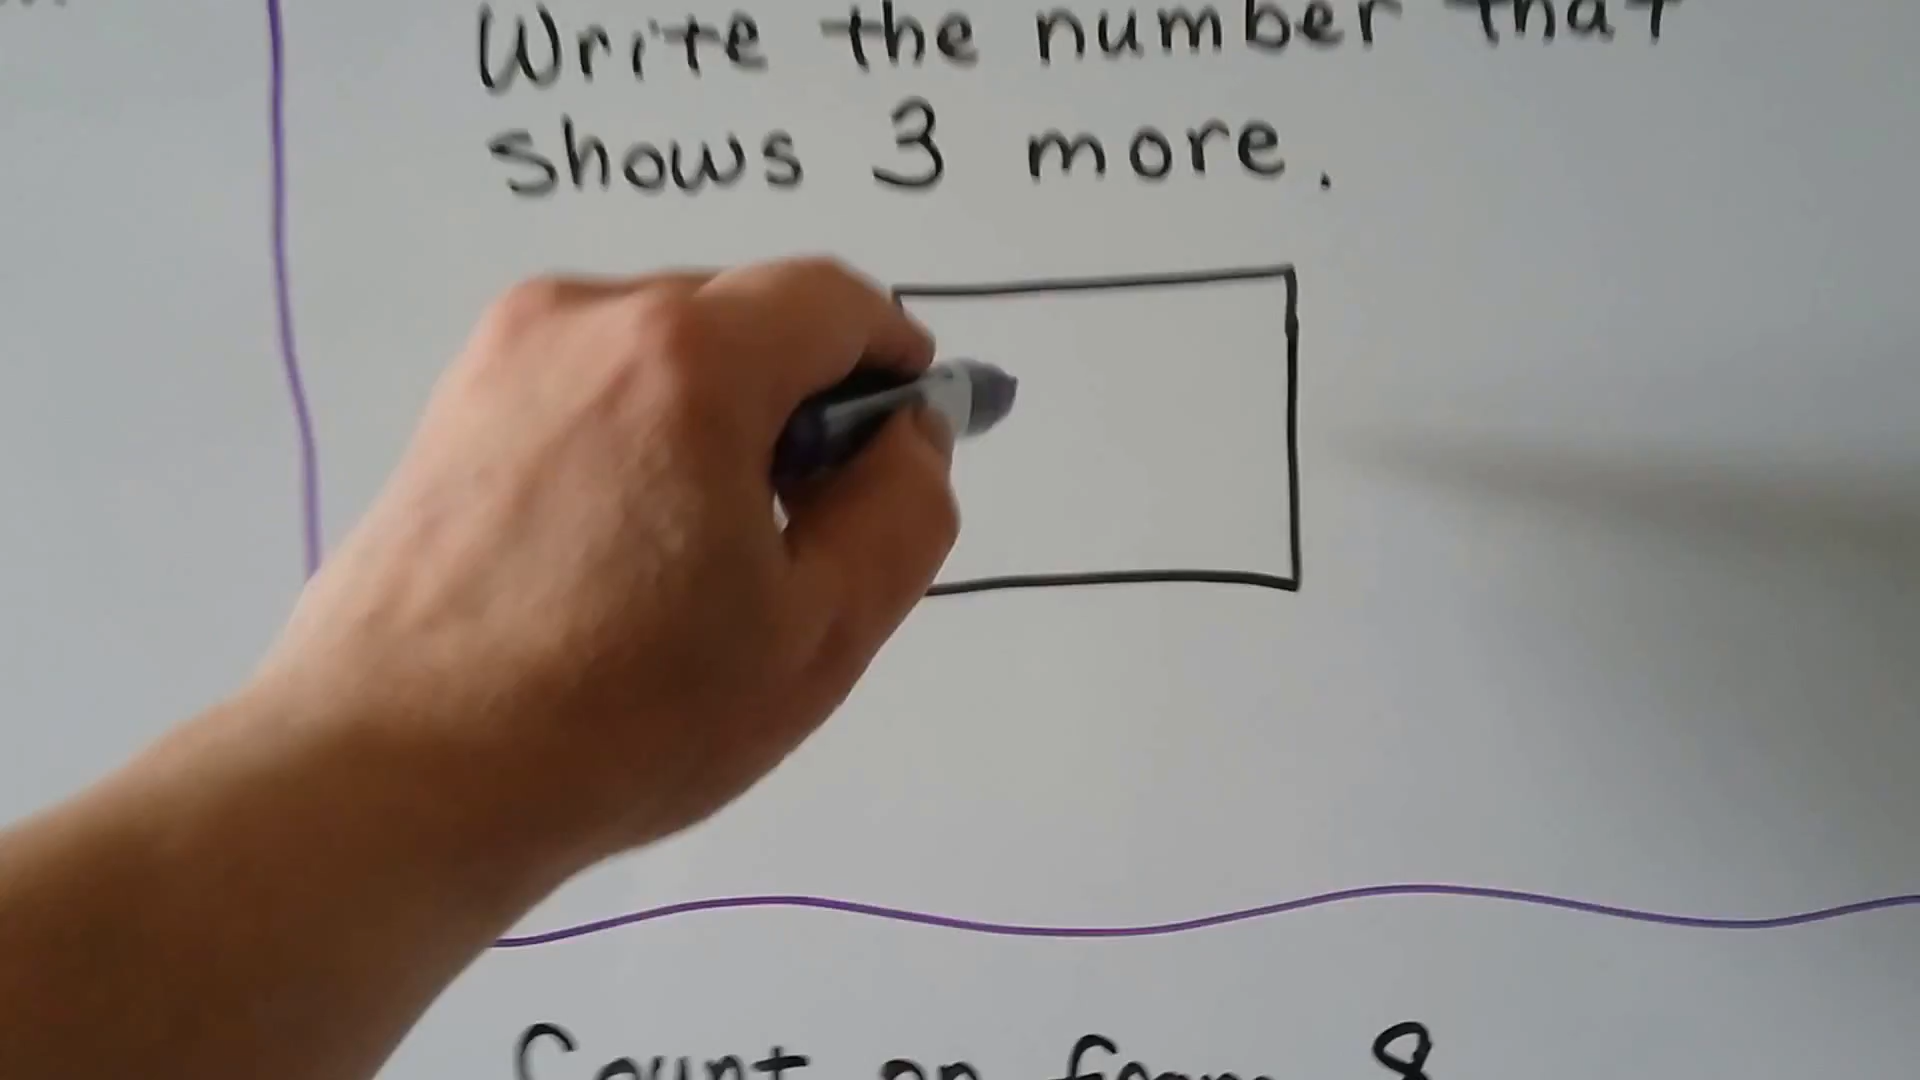 Write the number that
shows 3 more.
Count on from 8